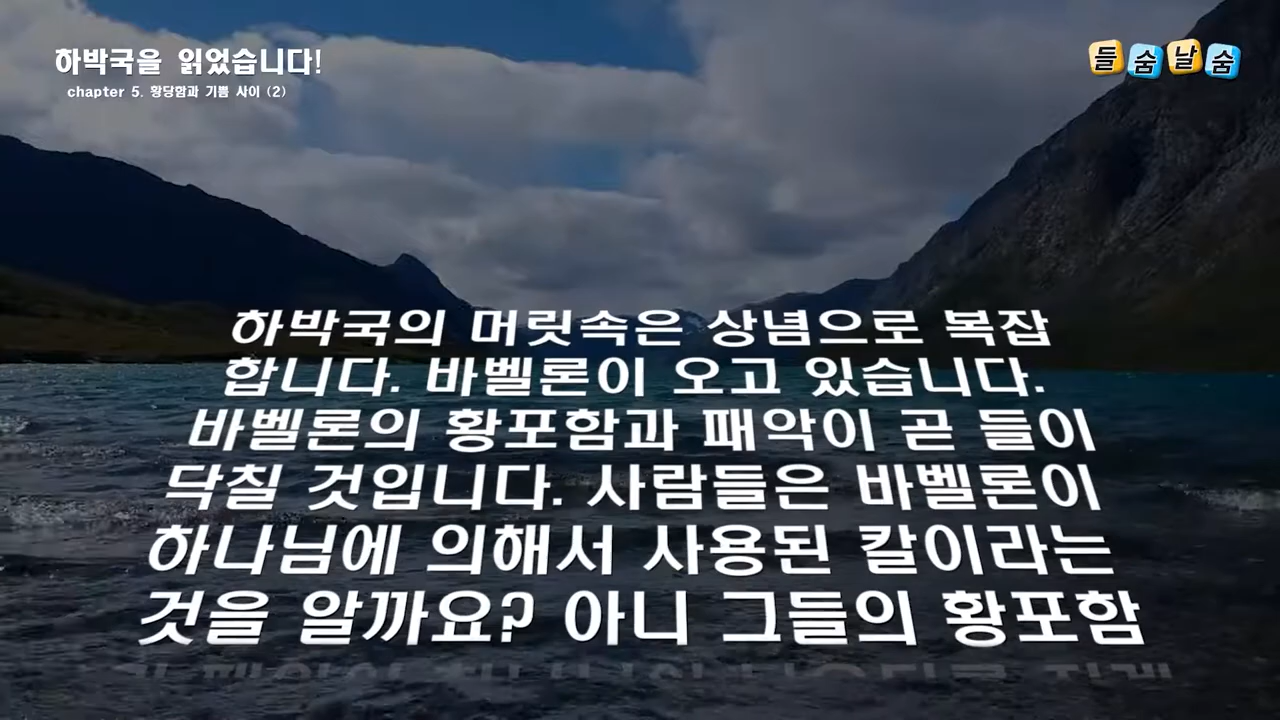 하박국을 읽었습니다!
chapter 5. 황당함과 기쁨 사이 (2)
들숨날숨
하박국의 머릿속은 상념으로 복잡
합니다. 바벨론이 오고 있습니다.
바벨론의 황포함과 패악이 곧 들이
닥칠 것입니다. 사람들은 바벨론이
하나님에 의해서 사용된 칼이라는
것을 알까요? 아니 그들의 황포함